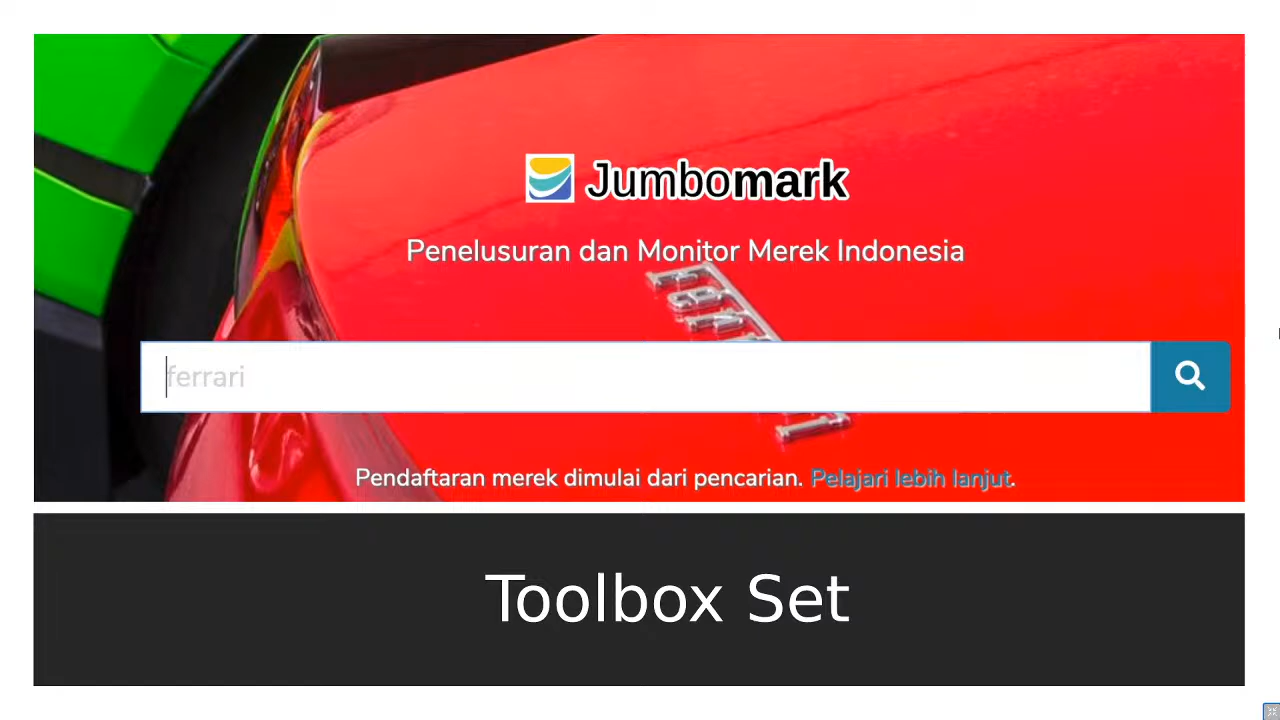 Jumbomark
Penelusuran dan Monitor Merek Indonesia
ferrari
Pendaftaran merek dimulai dari pencarian. Pelajari lebih lanjut.
Toolbox Set